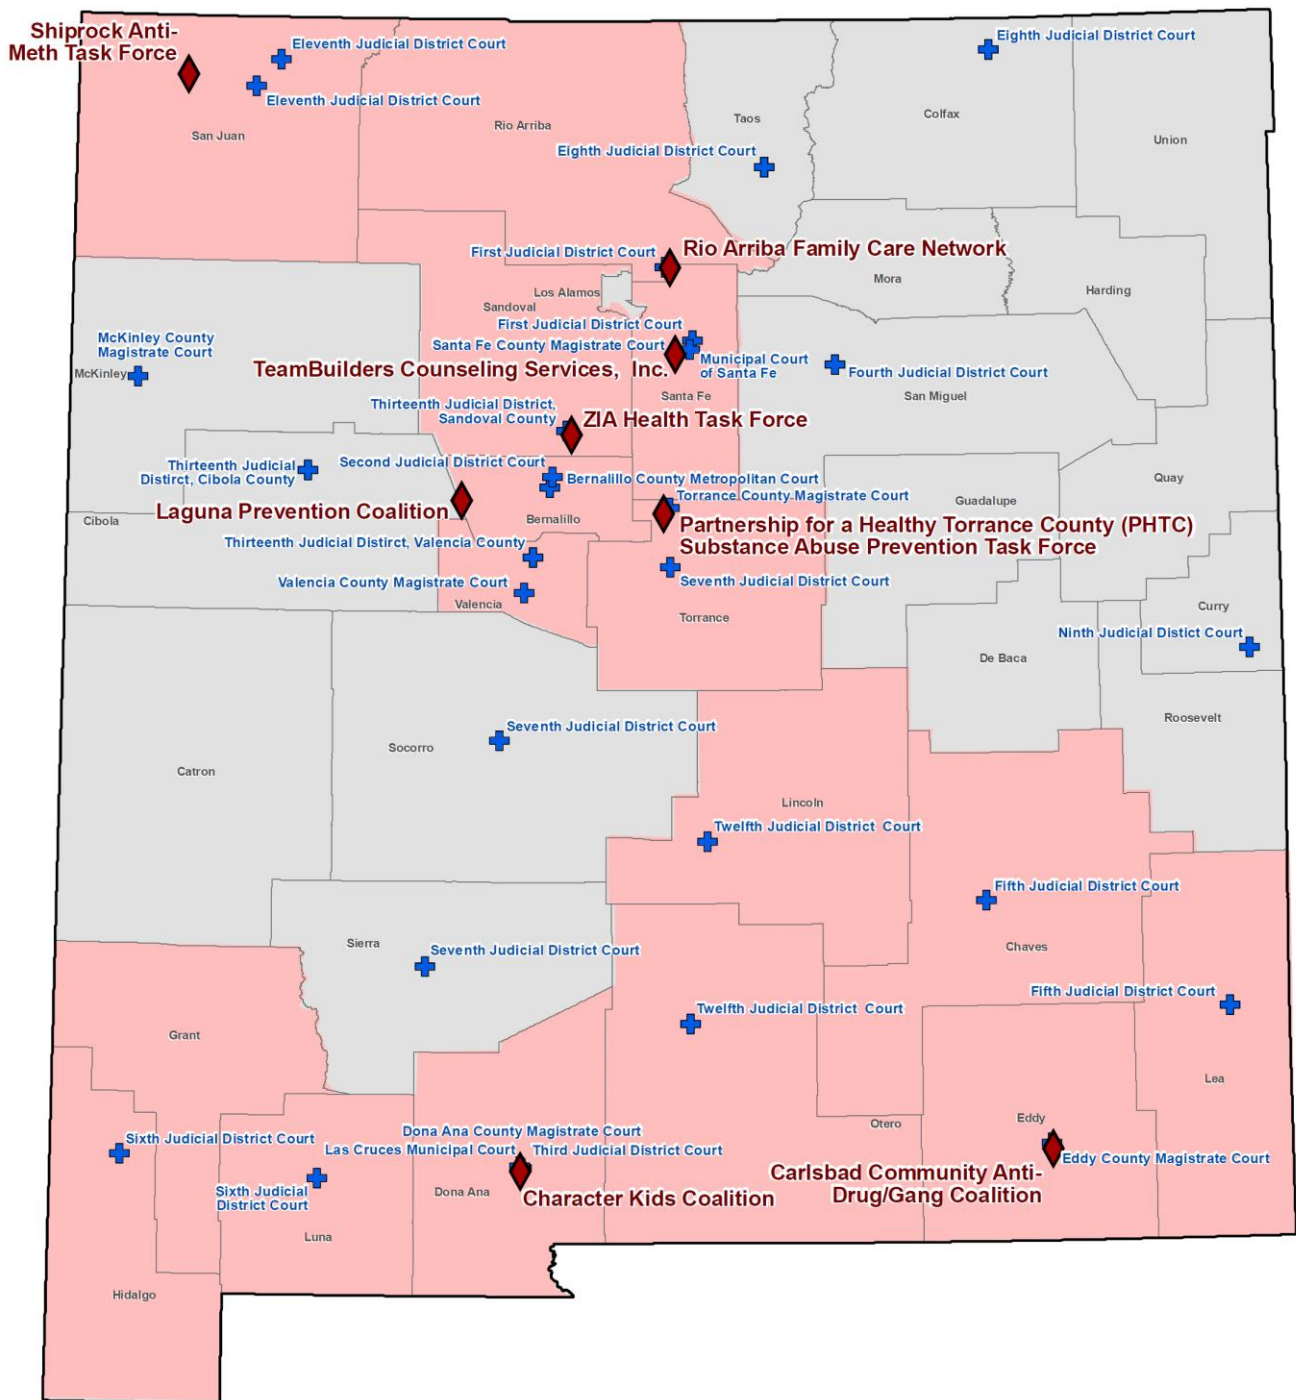 Shiprock Anti-
Meth Task Force
Eleventh Judicial District Court
Eighth Judicial District Court
Eleventh Judicial District Court
San Juan
Rio Arriba
Taos
Colfax
Union
Eighth Judicial District Court
First Judicial District Court
Rio Arriba Family Care Network
Mora
Harding
Los Alamos
Sandoval
First Judicial District Court
McKinley County
Magistrate Court
Santa Fe County Magistrate Court
Municipal Court
of Santa Fe
McKinley
TeamBuilders Counseling Services,  Inc.
Fourth Judicial District Court
Santa Fe
San Miguel
Thirteenth Judicial District,
Sandoval County
ZIA Health Task Force
Second Judicial District Court
Thirteenth Judicial
Distirct, Cibola County
Bernalillo County Metropolitan Court
Quay
Torrance County Magistrate Court
Guadalupe
Laguna Prevention Coalition
Cibola
Bernalillo
Partnership for a Healthy Torrance County (PHTC)
Substance Abuse Prevention Task Force
Thirteenth Judicial Distirct, Valencia County
Valencia County Magistrate Court
Seventh Judicial District Court
Valencia
Torrance
Curry
Ninth Judicial Distict Court
De Baca
Roosevelt
Seventh Judicial District Court
Socorro
Catron
Lincoln
Twelfth Judicial District  Court
Fifth Judicial District Court
Sierra
Seventh Judicial District Court
Chaves
Fifth Judicial District Court
Twelfth Judicial District  Court
Grant
Lea
Eddy
Otero
Dona Ana County Magistrate Court
Sixth Judicial District Court
Las Cruces Municipal Court
Third Judicial District Court
Eddy County Magistrate Court
Carlsbad Community Anti-
Drug/Gang Coalition
Sixth Judicial
District Court
Dona Ana
Character Kids Coalition
Luna
Hidalgo